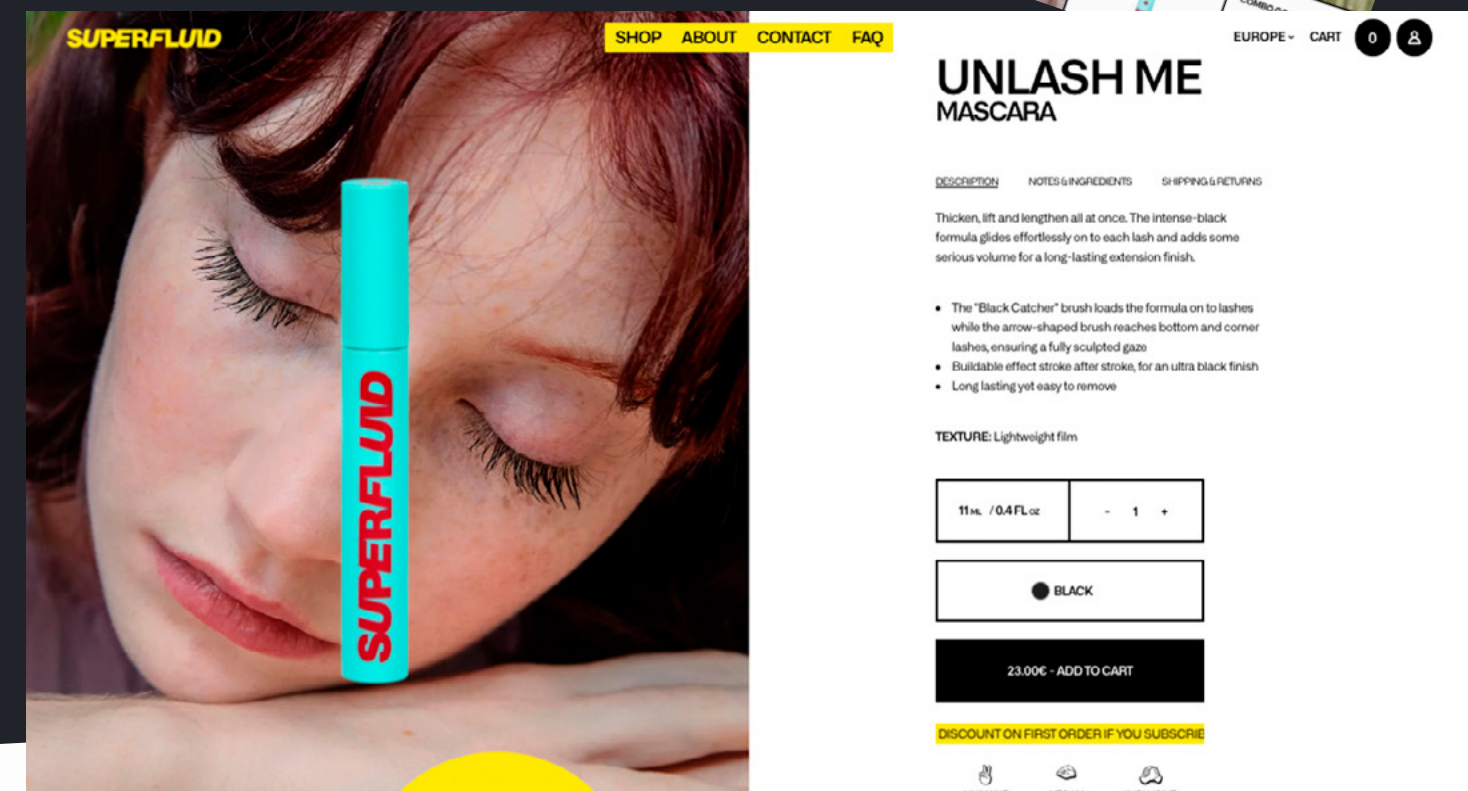 COMBO
SUPERFLUID
SHOP ABOUT CONTACT FAQ
EUROPE CART 0
UNLASH ME
MASCARA
DESCRIPTION NOTES & INGREDIENTS SHIPPING & RETURNS
Thicken, lift and lengthen all at once. The intense-black
formula glides effortlessly on to each lash and adds some
serious volume for a long-lasting extension finish.
• The "Black Catcher" brush loads the formula on to lashes
while the arrow-shaped brush reaches bottom and corner
lashes, ensuring a fully sculpted gaze
• Buildable effect stroke after stroke, for an ultra black finish
• Long lasting yet easy to remove
TEXTURE: Lightweight film
11 ML / 0.4 FL OZ - 1 +
BLACK
23.00€ - ADD TO CART
DISCOUNT ON FIRST ORDER IF YOU SUBSCRIB
SUPERFLUID